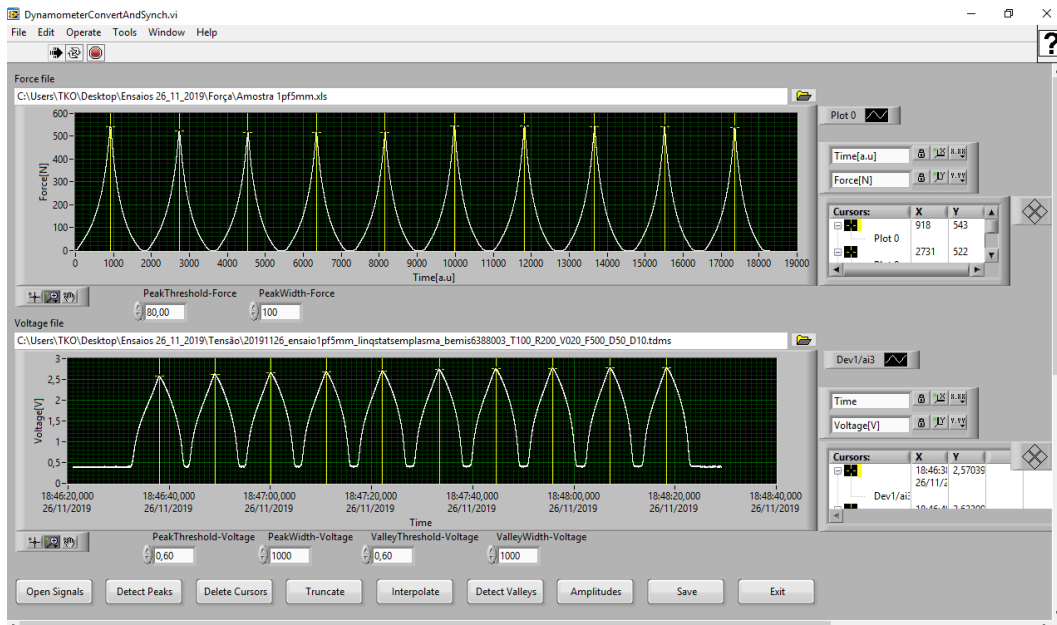 DynamometerConvertAndSynch.vi
File Edit Operate Tools Window Help
?
Force file
C:\Users\TKO\Desktop\Ensaios 26_11_2019\Força\Amostra 1pf5mm.xls
Plot 0
600
500
400
300
200
100
0
Force[N]
0 1000 2000 3000 4000 5000 6000 7000 8000 9000 10000 11000 12000 13000 14000 15000 16000 17000 18000 19000
Time[a.u]
Time[a.u]
Force[N]
Cursors: X Y
918 543
Plot 0
2731 522
PeakThreshold-Force PeakWidth-Force
80,00 100
Voltage file
C:\Users\TKO\Desktop\Ensaios 26_11_2019\Tensão\20191126_ensaio1pf5mm_linqstatsemplasma_bemis6388003_T100_R200_V020_F500_D50_D10.tdms
Dev1/ai3
3
2,5
2
1,5
1
0,5
0
Voltage[V]
18:46:20,000 18:46:40,000 18:47:00,000 18:47:20,000 18:47:40,000 18:48:00,000 18:48:20,000 18:48:40,000
26/11/2019 26/11/2019 26/11/2019 26/11/2019 26/11/2019 26/11/2019 26/11/2019 26/11/2019
Time
Time
Voltage[V]
Cursors: X Y
18:46:3 2,57039
26/11/2
Dev1/ai
PeakThreshold-Voltage PeakWidth-Voltage ValleyThreshold-Voltage ValleyWidth-Voltage
0,60 1000 0,60 1000
Open Signals Detect Peaks Delete Cursors Truncate Interpolate Detect Valleys Amplitudes Save Exit